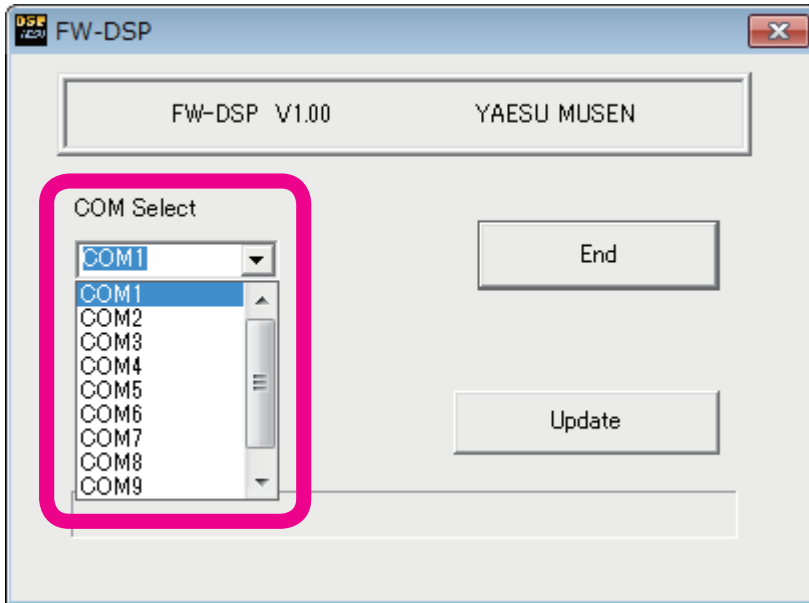 FW-DSP
FW-DSP V1.00 YAESU MUSEN
COM Select
COM1
End
COM1
COM2
COM3
COM4
COM5
COM6
COM7
COM8
COM9
Update